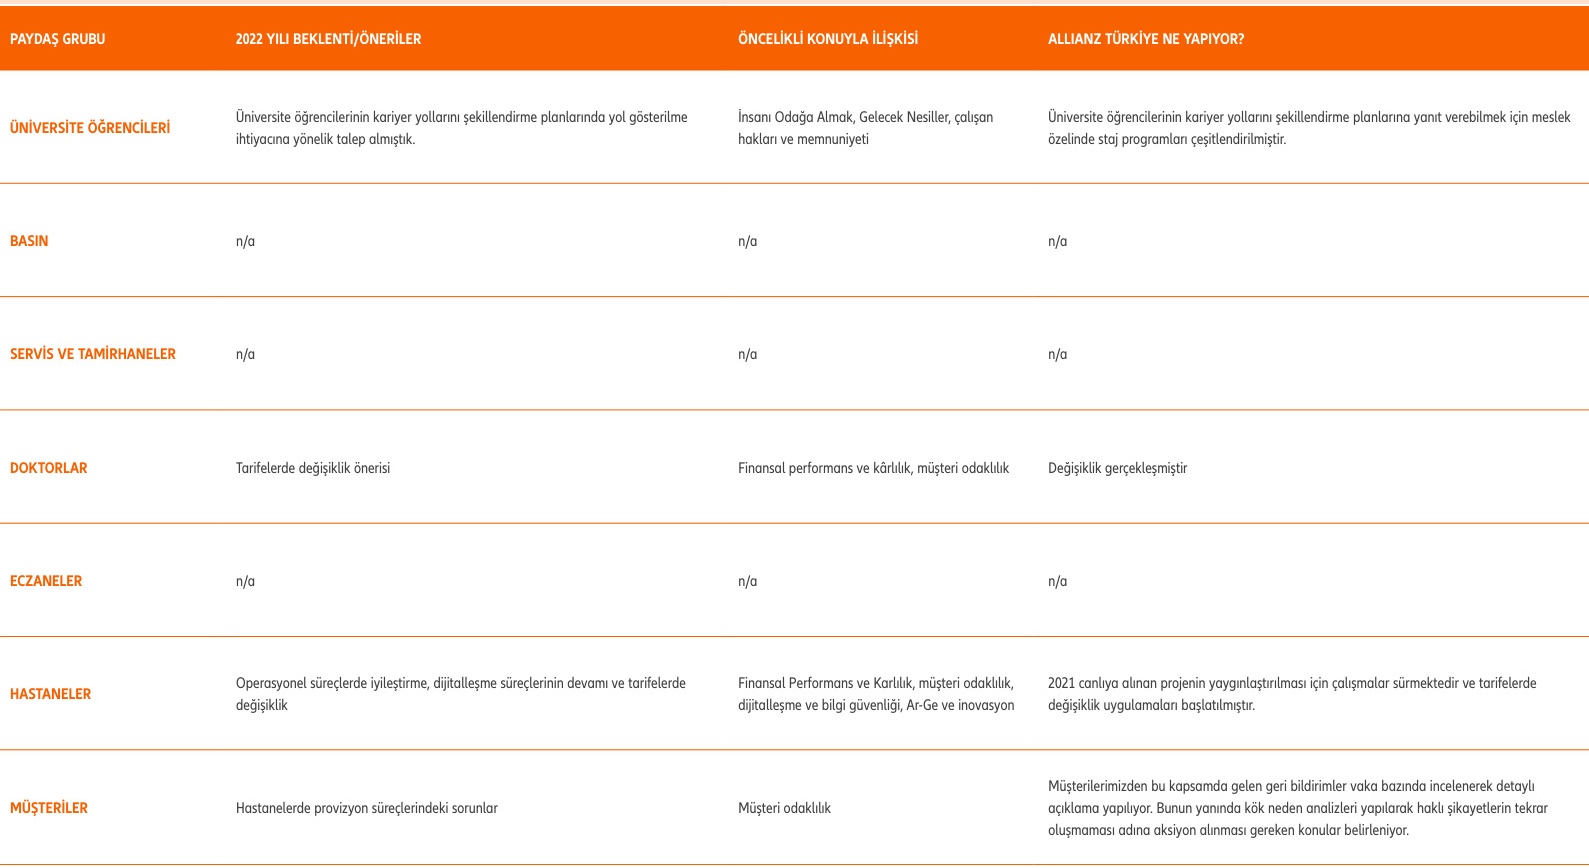 PAYDAŞ GRUBU
2022 YILI BEKLENTİ/ÖNERİLER
ÖNCELİKLİ KONUYLA İLİŞKİSİ
ALLIANZ TÜRKİYE NE YAPIYOR?
ÜNİVERSİTE ÖĞRENCİLERİ
Üniversite öğrencilerinin kariyer yollarını şekillendirme planlarında yol gösterilme
ihtiyacına yönelik talep almıştık.
İnsanı Odağa Almak, Gelecek Nesiller, çalışan
hakları ve memnuniyeti
Üniversite öğrencilerinin kariyer yollarını şekillendirme planlarına yanıt verebilmek için meslek
özelinde staj programları çeşitlendirilmiştir.
BASIN
n/a
n/a
n/a
SERVİS VE TAMİRHANELER
n/a
n/a
n/a
DOKTORLAR
Tarifelerde değişiklik önerisi
Finansal performans ve kârlılık, müşteri odaklılık
Değişiklik gerçekleşmiştir
ECZANELER
n/a
n/a
n/a
HASTANELER
Operasyonel süreçlerde iyileştirme, dijitalleşme süreçlerinin devamı ve tarifelerde
değişiklik
Finansal Performans ve Karlılık, müşteri odaklılık,
dijitalleşme ve bilgi güvenliği, Ar-Ge ve inovasyon
2021 canlıya alınan projenin yaygınlaştırılması için çalışmalar sürmektedir ve tarifelerde
değişiklik uygulamaları başlatılmıştır.
MÜŞTERİLER
Hastanelerde provizyon süreçlerindeki sorunlar
Müşteri odaklılık
Müşterilerimizden bu kapsamda gelen geri bildirimler vaka bazında incelenerek detaylı
açıklama yapılıyor. Bunun yanında kök neden analizleri yapılarak haklı şikayetlerin tekrar
oluşmaması adına aksiyon alınması gereken konular belirleniyor.